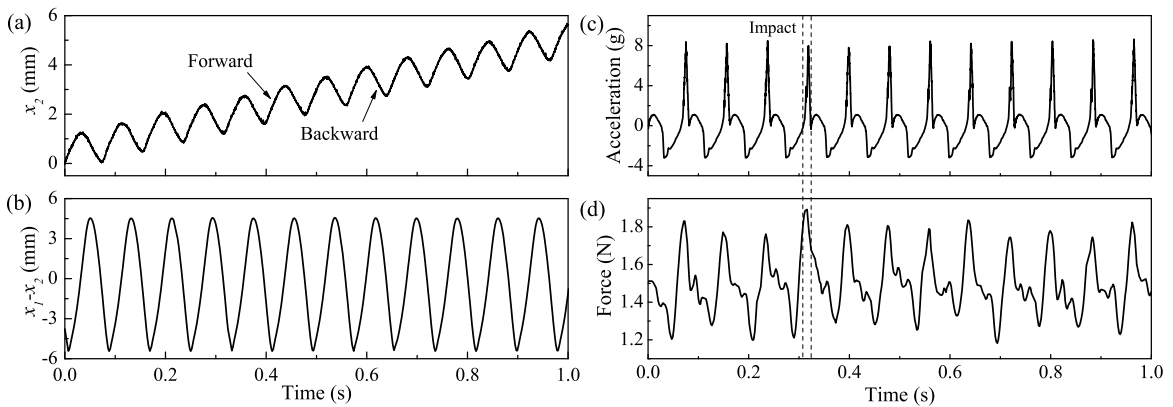 (a)
x2 (mm)
6
4
2
0
Forward
Backward
(b)
x1-x2 (mm)
6
3
0
-3
-6
0.0 0.2 0.4 0.6 0.8 1.0
Time (s)
(c)
Acceleration (g)
8
4
0
-4
Impact
(d)
Force (N)
1.8
1.6
1.4
1.2
0.0 0.2 0.4 0.6 0.8 1.0
Time (s)